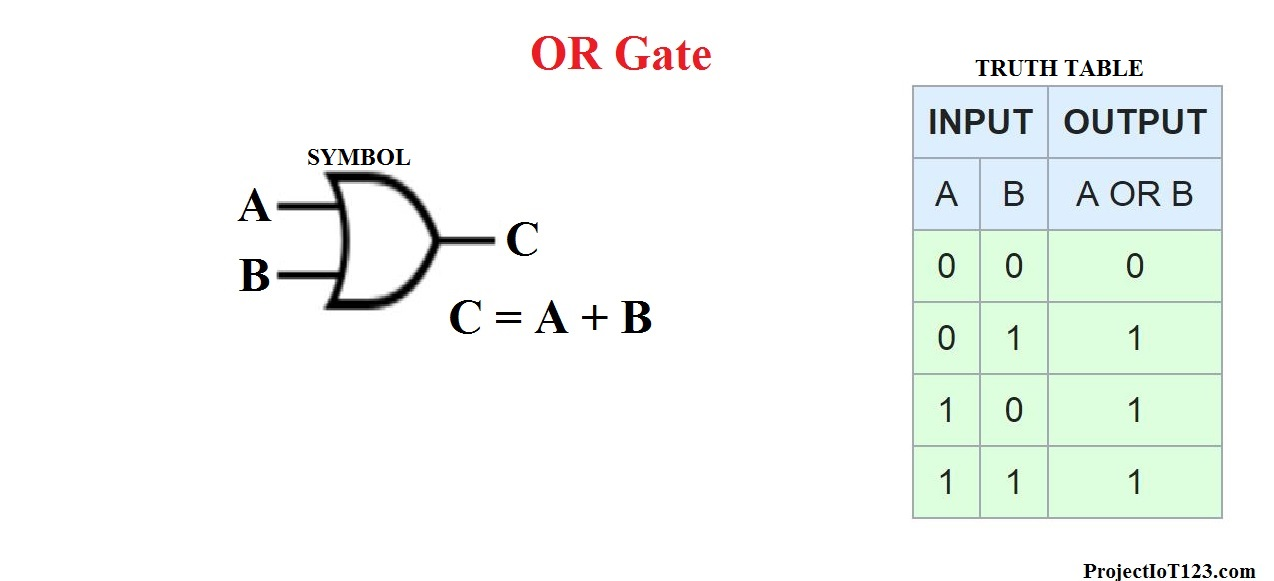 OR Gate
SYMBOL
A
B
C
C = A + B
TRUTH TABLE
INPUT OUTPUT
A B A OR B
0 0 0
0 1 1
1 0 1
1 1 1
ProjectIoT123.com